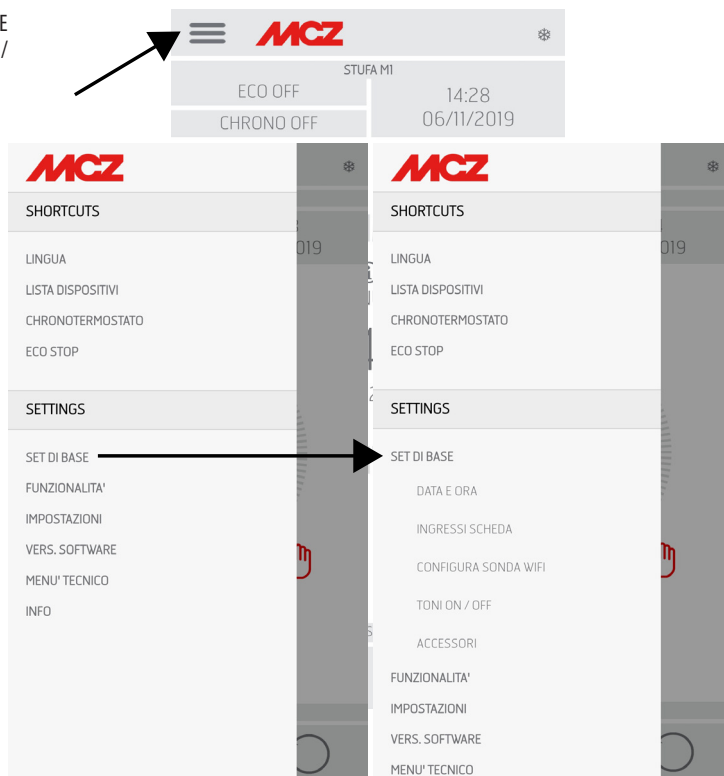 E
/
MCZ
STUFA M1
ECO OFF
14:28
CHRONO OFF
06/11/2019
MCZ
SHORTCUTS
019
LINGUA
LISTA DISPOSITIVI
CHRONOTERMOSTATO
ECO STOP
SETTINGS
SET DI BASE
FUNZIONALITA'
IMPOSTAZIONI
VERS. SOFTWARE
MENU' TECNICO
INFO
MCZ
SHORTCUTS
019
LINGUA
LISTA DISPOSITIVI
CHRONOTERMOSTATO
ECO STOP
SETTINGS
SET DI BASE
DATA E ORA
INGRESSI SCHEDA
CONFIGURA SONDA WIFI
TONI ON / OFF
ACCESSORI
FUNZIONALITA'
IMPOSTAZIONI
VERS. SOFTWARE
MENU' TECNICO